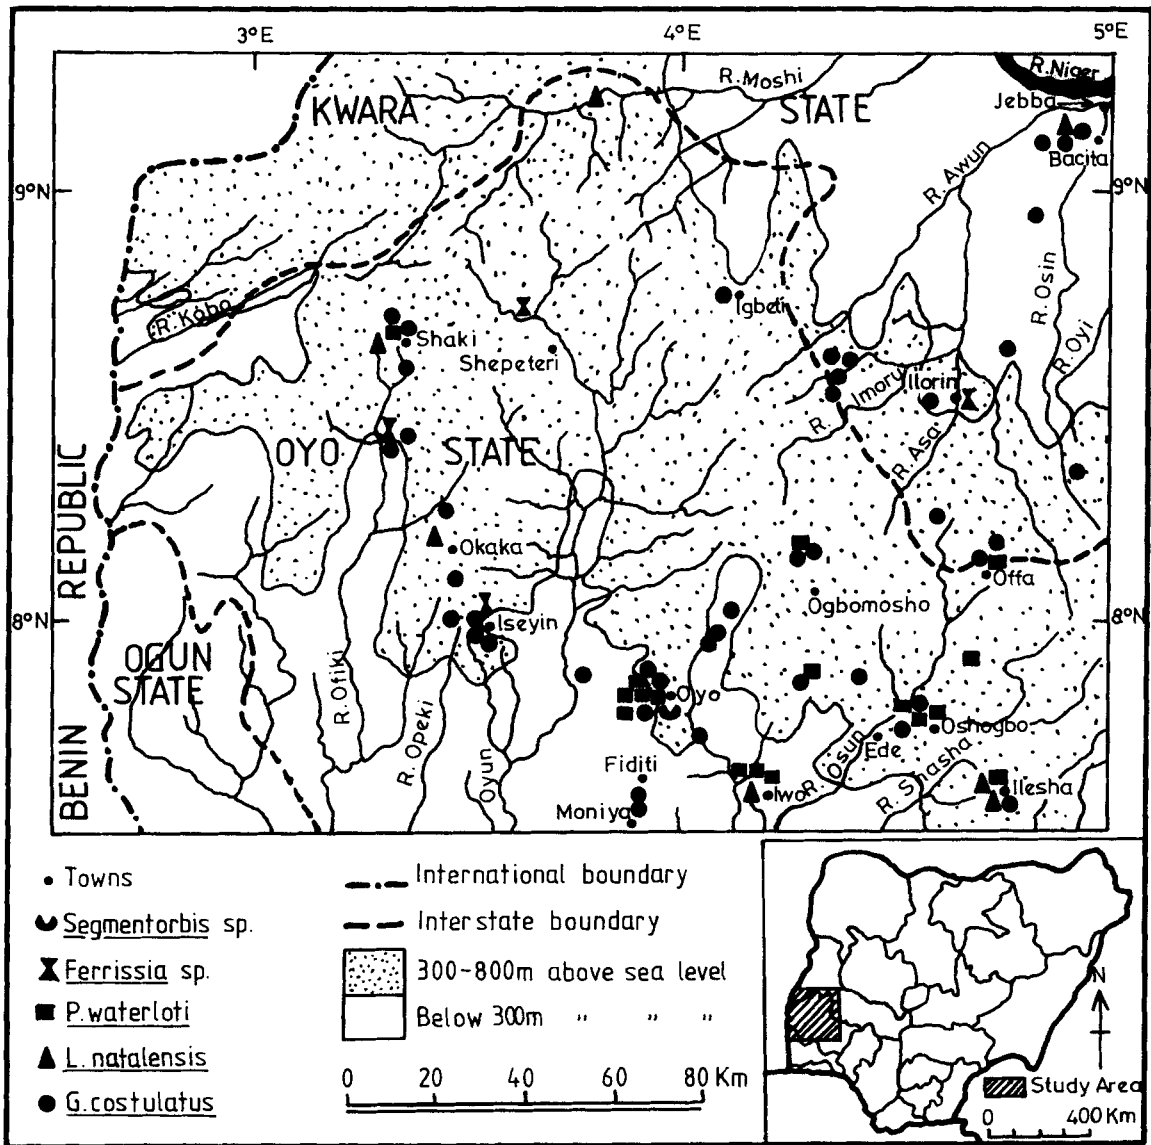 3°E 4°E 5°E
R.Niger
R.Moshi
KWARA STATE
Jebba
Bacita
R. Awun
9°N 9°N
R. Osin
R.Kobo
Igbeti
Shaki
Shepeteri
R. Oyi
R. Imoru
Illorin
OYO STATE
R. Asa
REPUBLIC
Okaka
Offa
Ogbomosho
8°N 8°N
Iseyin
OGUN
STATE
R. Ofiki
Oyo
R. Opeki
Oshogbo
R. Osun
Ede
BENIN
Oyun
Fiditi
R. Shasha
Iwo
Ilesha
Moniya
Towns
Segmentorbis sp.
Ferrissia sp.
P.waterloti
L.natalensis
G.costulatus
International boundary
Interstate boundary
300-800m above sea level
Below 300m " " "
0 20 40 60 80 Km
N
Study Area
0 400 Km